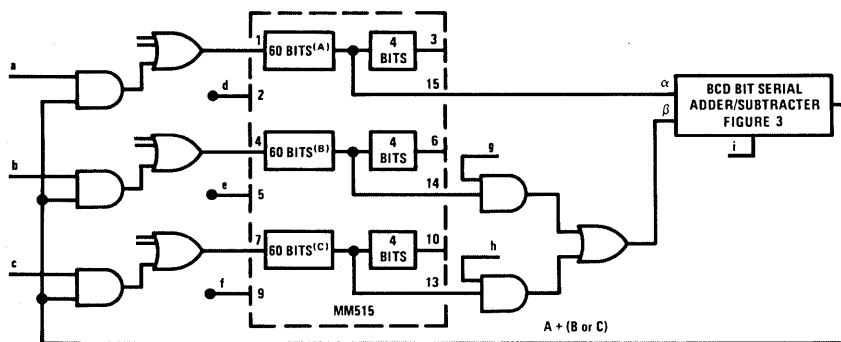 a
1
60 BITS(A)
4
BITS
3
d
2
15
α
β
BCD BIT SERIAL
ADDER/SUBTRACTER
FIGURE 3
i
b
4
60 BITS(B)
4
BITS
6
e
5
14
g
c
7
60 BITS(C)
4
BITS
10
f
9
13
h
MM515
A + (B or C)